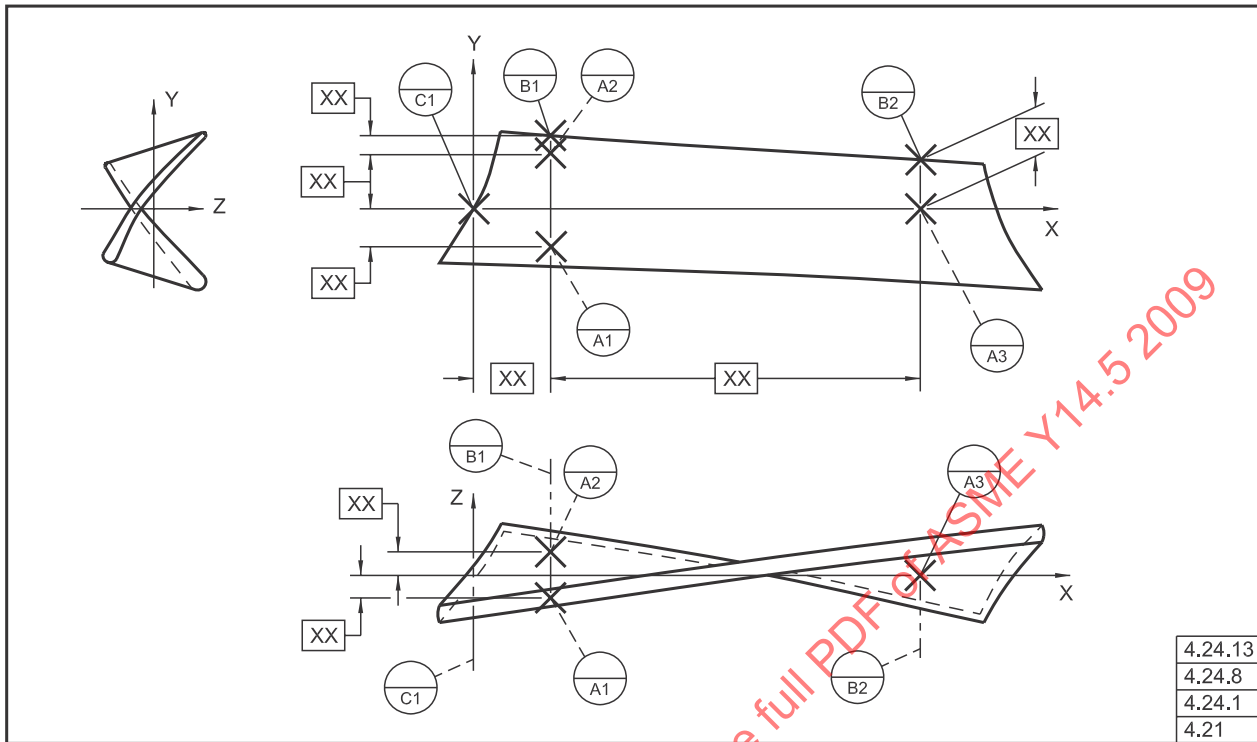 Y
Z
Y
C1
B1
A2
B2
XX
XX
XX
XX
X
A1
A3
XX
XX
B1
A2
A3
Z
XX
X
XX
C1
A1
B2
4.24.13
4.24.8
4.24.1
4.21
e full PDF of ASME Y14.5 2009